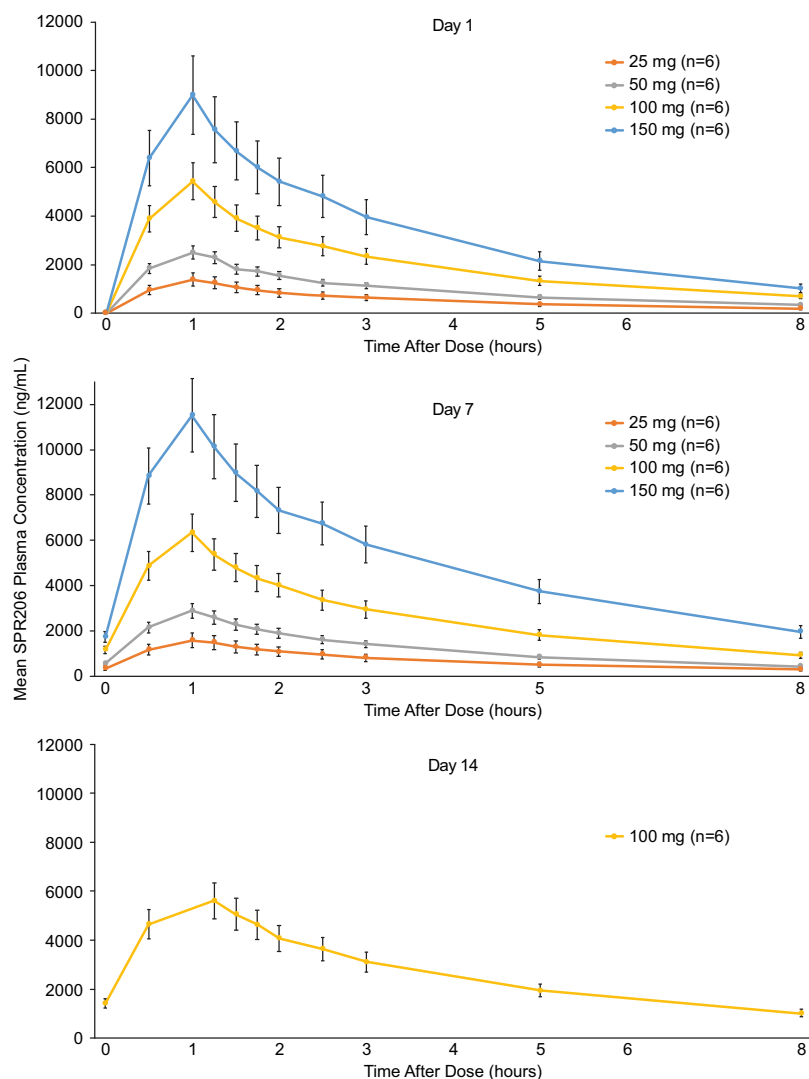 Mean SPR206 Plasma Concentration (ng/mL)
Day 1
12000
10000
8000
6000
4000
2000
0
25 mg (n=6)
50 mg (n=6)
100 mg (n=6)
150 mg (n=6)
0 1 2 3 4 5 6 8
Time After Dose (hours)
Day 7
12000
10000
8000
6000
4000
2000
0
25 mg (n=6)
50 mg (n=6)
100 mg (n=6)
150 mg (n=6)
0 1 2 3 5 8
Time After Dose (hours)
Day 14
12000
10000
8000
6000
4000
2000
0
100 mg (n=6)
0 1 2 3 4 5 6 8
Time After Dose (hours)